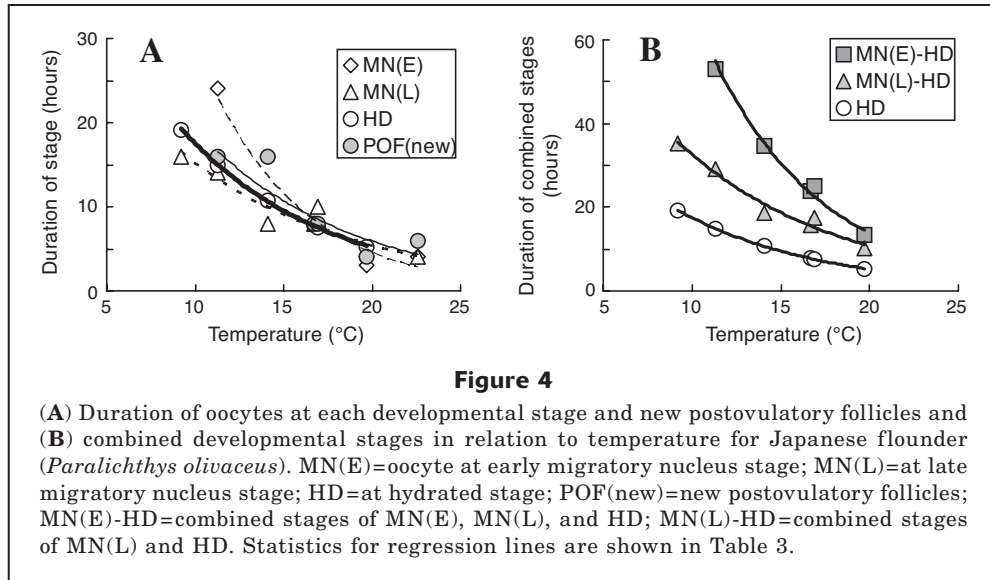 A
MN(E)
MN(L)
HD
POF(new)
30
20
10
0
5 10 15 20 25
Duration of stage (hours)
Temperature (°C)
B
MN(E)-HD
MN(L)-HD
HD
60
40
20
0
5 10 15 20 25
Duration of combined stages
(hours)
Temperature (°C)
Figure 4
(A) Duration of oocytes at each developmental stage and new postovulatory follicles and
(B) combined developmental stages in relation to temperature for Japanese flounder
(Paralichthys olivaceus). MN(E)=oocyte at early migratory nucleus stage; MN(L)=at late
migratory nucleus stage; HD=at hydrated stage; POF(new)=new postovulatory follicles;
MN(E)-HD=combined stages of MN(E), MN(L), and HD; MN(L)-HD=combined stages
of MN(L) and HD. Statistics for regression lines are shown in Table 3.